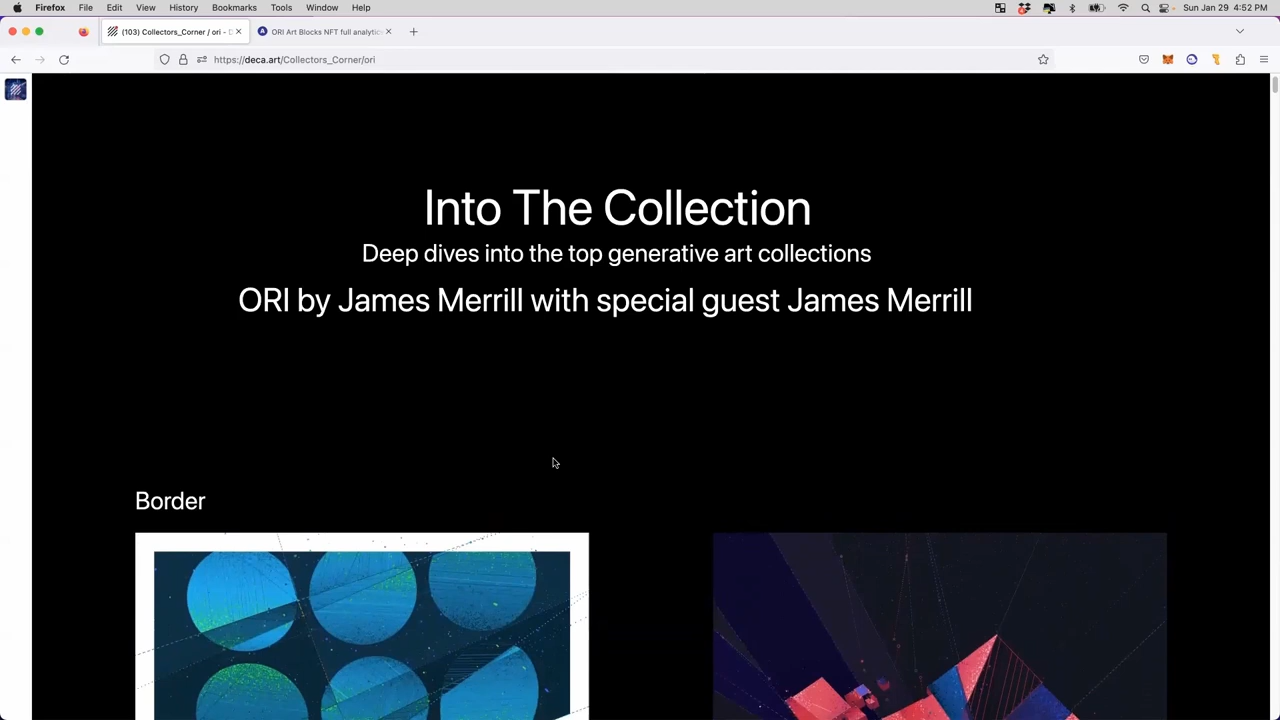 Firefox File Edit View History Bookmarks Tools Window Help Sun Jan 29 4:52 PM
(103) Collectors_Corner / ori - D
ORI Art Blocks NFT full analytic
https://deca.art/Collectors_Corner/ori
Into The Collection
Deep dives into the top generative art collections
ORI by James Merrill with special guest James Merrill
Border